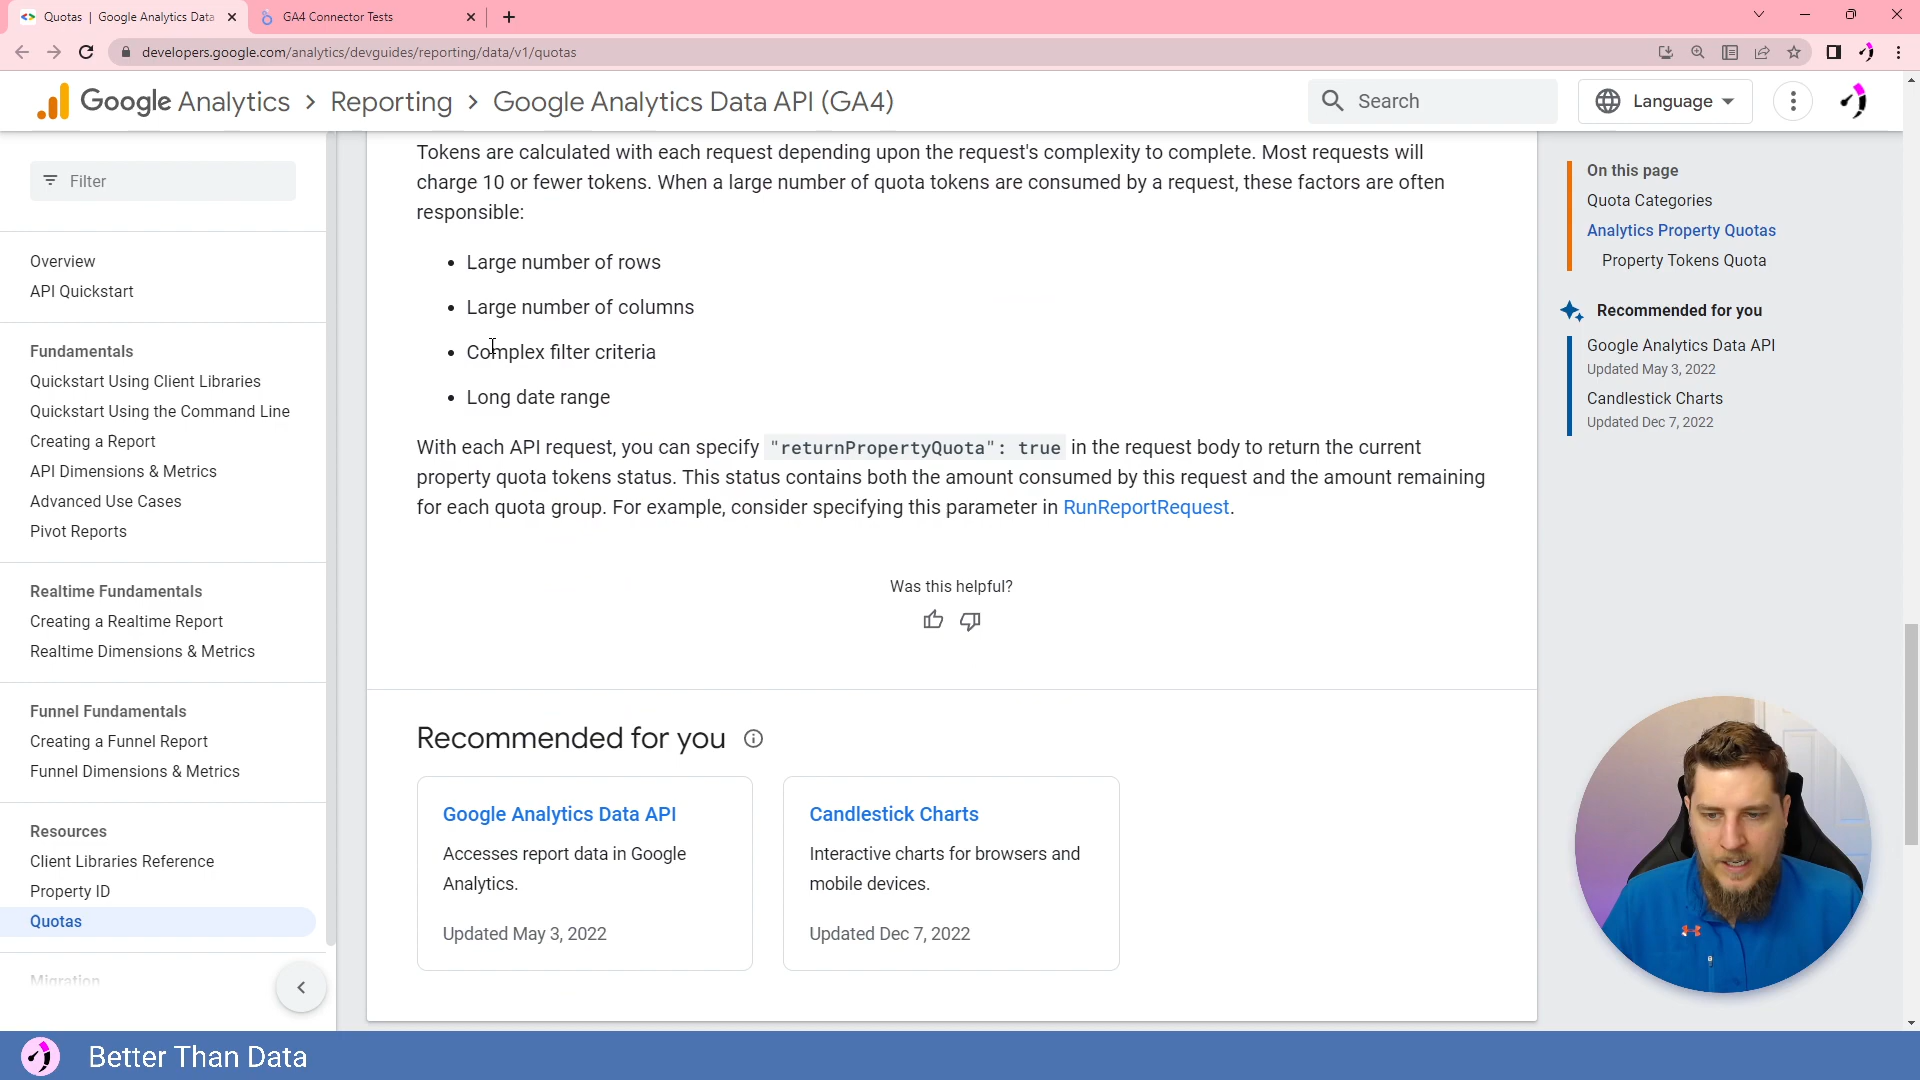 Quotas | Google Analytics Data
GA4 Connector Tests
developers.google.com/analytics/devguides/reporting/data/v1/quotas
Google Analytics > Reporting > Google Analytics Data API (GA4)
Search
Language
Filter
Overview
API Quickstart
Fundamentals
Quickstart Using Client Libraries
Quickstart Using the Command Line
Creating a Report
API Dimensions & Metrics
Advanced Use Cases
Pivot Reports
Realtime Fundamentals
Creating a Realtime Report
Realtime Dimensions & Metrics
Funnel Fundamentals
Creating a Funnel Report
Funnel Dimensions & Metrics
Resources
Client Libraries Reference
Property ID
Quotas
Migration
Tokens are calculated with each request depending upon the request's complexity to complete. Most requests will
charge 10 or fewer tokens. When a large number of quota tokens are consumed by a request, these factors are often
responsible:
• Large number of rows
• Large number of columns
• Complex filter criteria
• Long date range
With each API request, you can specify "returnPropertyQuota": true in the request body to return the current
property quota tokens status. This status contains both the amount consumed by this request and the amount remaining
for each quota group. For example, consider specifying this parameter in RunReportRequest.
Was this helpful?
Recommended for you
Google Analytics Data API
Accesses report data in Google
Analytics.
Updated May 3, 2022
Candlestick Charts
Interactive charts for browsers and
mobile devices.
Updated Dec 7, 2022
On this page
Quota Categories
Analytics Property Quotas
Property Tokens Quota
Recommended for you
Google Analytics Data API
Updated May 3, 2022
Candlestick Charts
Updated Dec 7, 2022
Better Than Data